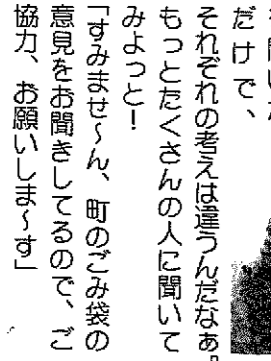 だけで、
それぞれの考えは違うんだなぁ。
もっとたくさんの人に聞いて
みよっと！
「すみませ～ん、町のごみ袋の
意見をお聞きしてるので、ご
協力、お願いしま～す」